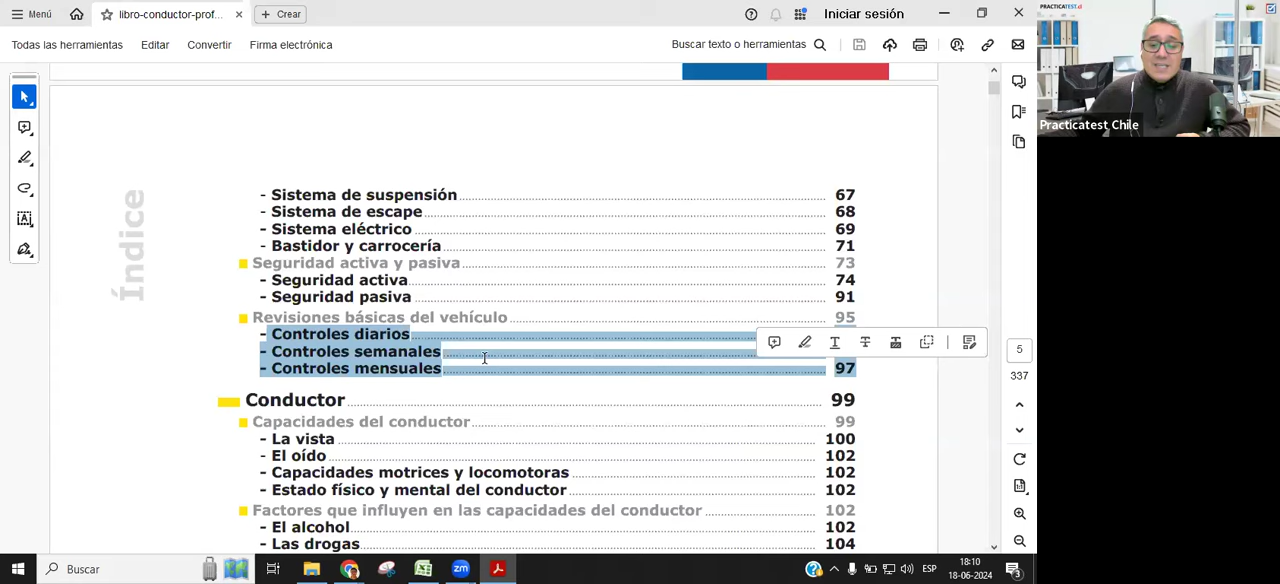 Menú
libro-conductor-prof...
Crear
Iniciar sesión
PRACTICATEST.cl
Todas las herramientas
Editar
Convertir
Firma electrónica
Buscar texto o herramientas
Practicatest Chile
Índice
- Sistema de suspensión 67
- Sistema de escape 68
- Sistema eléctrico 69
- Bastidor y carrocería 71
Seguridad activa y pasiva 73
- Seguridad activa 74
- Seguridad pasiva 91
Revisiones básicas del vehículo 95
- Controles diarios
- Controles semanales
- Controles mensuales 97
Conductor 99
Capacidades del conductor 99
- La vista 100
- El oído 102
- Capacidades motrices y locomotoras 102
- Estado físico y mental del conductor 102
Factores que influyen en las capacidades del conductor 102
- El alcohol 102
- Las drogas 104
5
337
Buscar
zm
ESP
18:10
18-06-2024
3